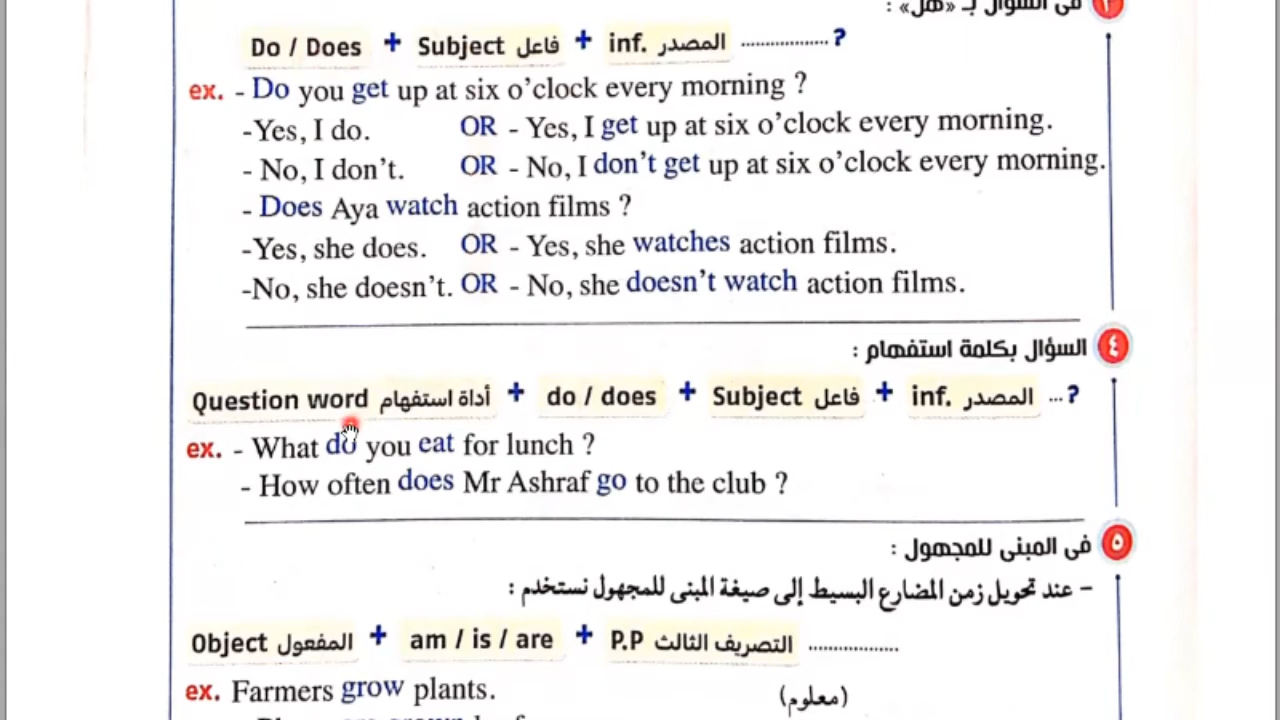 ٣ فى السؤال بـ «هل» :
Do / Does + Subject فاعل + inf. المصدر .................. ?
ex. - Do you get up at six o’clock every morning ?
-Yes, I do. OR - Yes, I get up at six o’clock every morning.
- No, I don’t. OR - No, I don’t get up at six o’clock every morning.
- Does Aya watch action films ?
-Yes, she does. OR - Yes, she watches action films.
-No, she doesn’t. OR - No, she doesn’t watch action films.
٤ السؤال بكلمة استفهام :
Question word أداة استفهام + do / does + Subject فاعل + inf. المصدر ... ?
ex. - What do you eat for lunch ?
- How often does Mr Ashraf go to the club ?
٥ فى المبنى للمجهول :
– عند تحويل زمن المضارع البسيط إلى صيغة المبنى للمجهول نستخدم :
Object المفعول + am / is / are + P.P التصريف الثالث ..................
ex. Farmers grow plants. (معلوم)